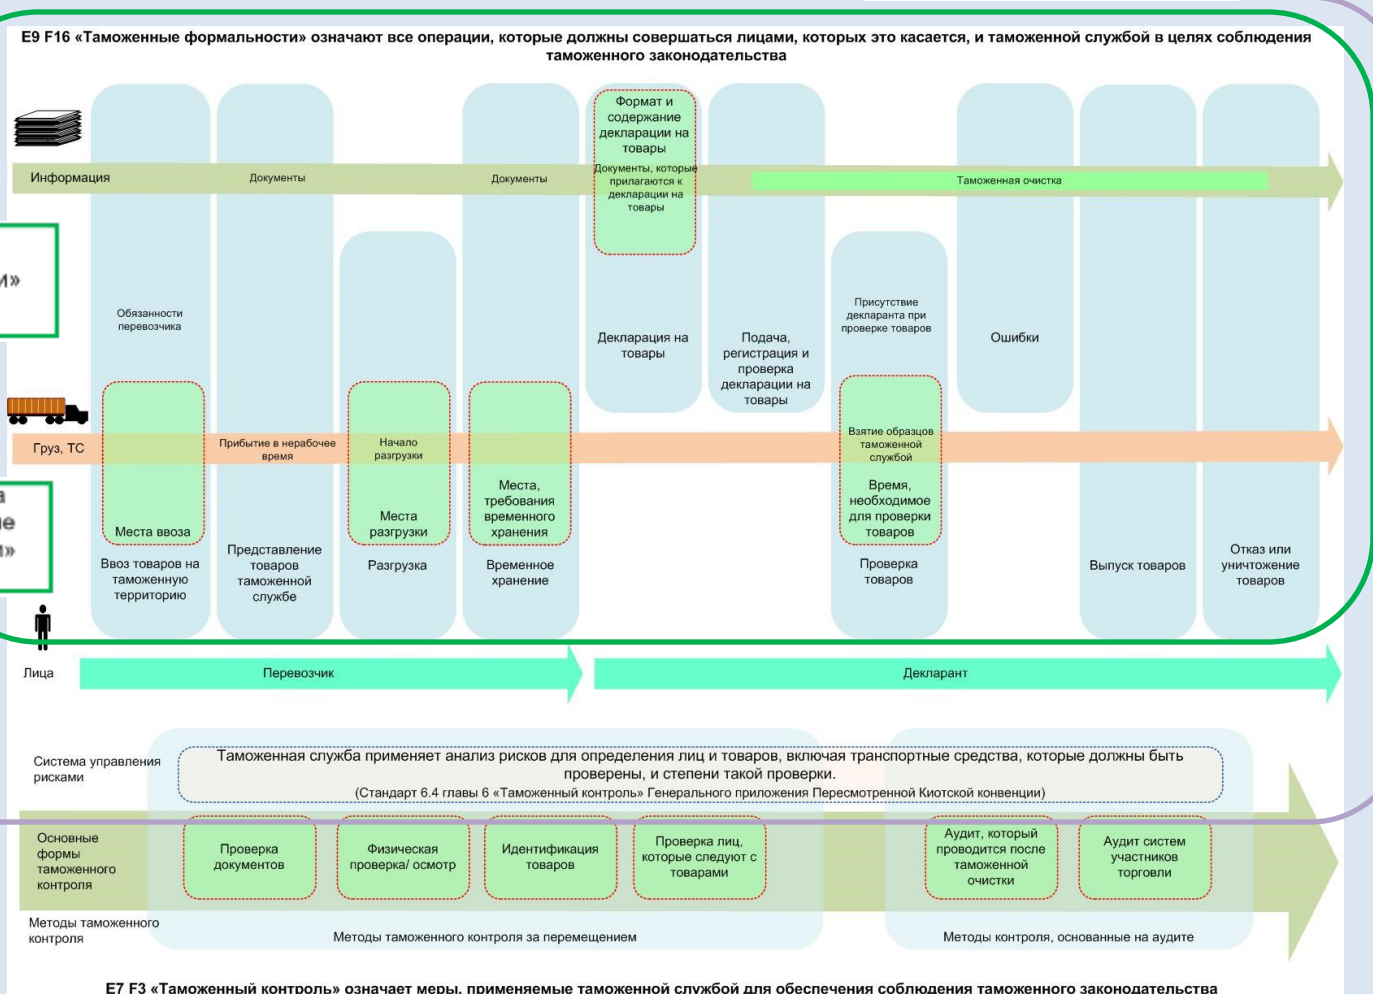 E9 F16 «Таможенные формальности» означают все операции, которые должны совершаться лицами, которых это касается, и таможенной службой в целях соблюдения
таможенного законодательства
Формат и
содержание
декларации на
товары
Информация
Документы
Документы
Документы, которые
прилагаются к
декларации на
товары
Таможенная очистка
Обязанности
перевозчика
Декларация на
товары
Подача,
регистрация и
проверка
декларации на
товары
Присутствие
декларанта при
проверке товаров
Ошибки
Груз, ТС
Прибытие в нерабочее
время
Начало
разгрузки
Взятие образцов
таможенной
службой
Места ввоза
Места
разгрузки
Места,
требования
временного
хранения
Время,
необходимое
для проверки
товаров
Ввоз товаров на
таможенную
территорию
Представление
товаров
таможенной
службе
Разгрузка
Временное
хранение
Проверка
товаров
Выпуск товаров
Отказ или
уничтожение
товаров
Лица
Перевозчик
Декларант
Система управления
рисками
Таможенная служба применяет анализ рисков для определения лиц и товаров, включая транспортные средства, которые должны быть
проверены, и степени такой проверки.
(Стандарт 6.4 главы 6 «Таможенный контроль» Генерального приложения Пересмотренной Киотской конвенции)
Основные
формы
таможенного
контроля
Проверка
документов
Физическая
проверка/ осмотр
Идентификация
товаров
Проверка лиц,
которые следуют с
товарами
Аудит, который
проводится после
таможенной
очистки
Аудит систем
участников
торговли
Методы таможенного
контроля
Методы таможенного контроля за перемещением
Методы контроля, основанные на аудите
E7 F3 «Таможенный контроль» означает меры, применяемые таможенной службой для обеспечения соблюдения таможенного законодательства